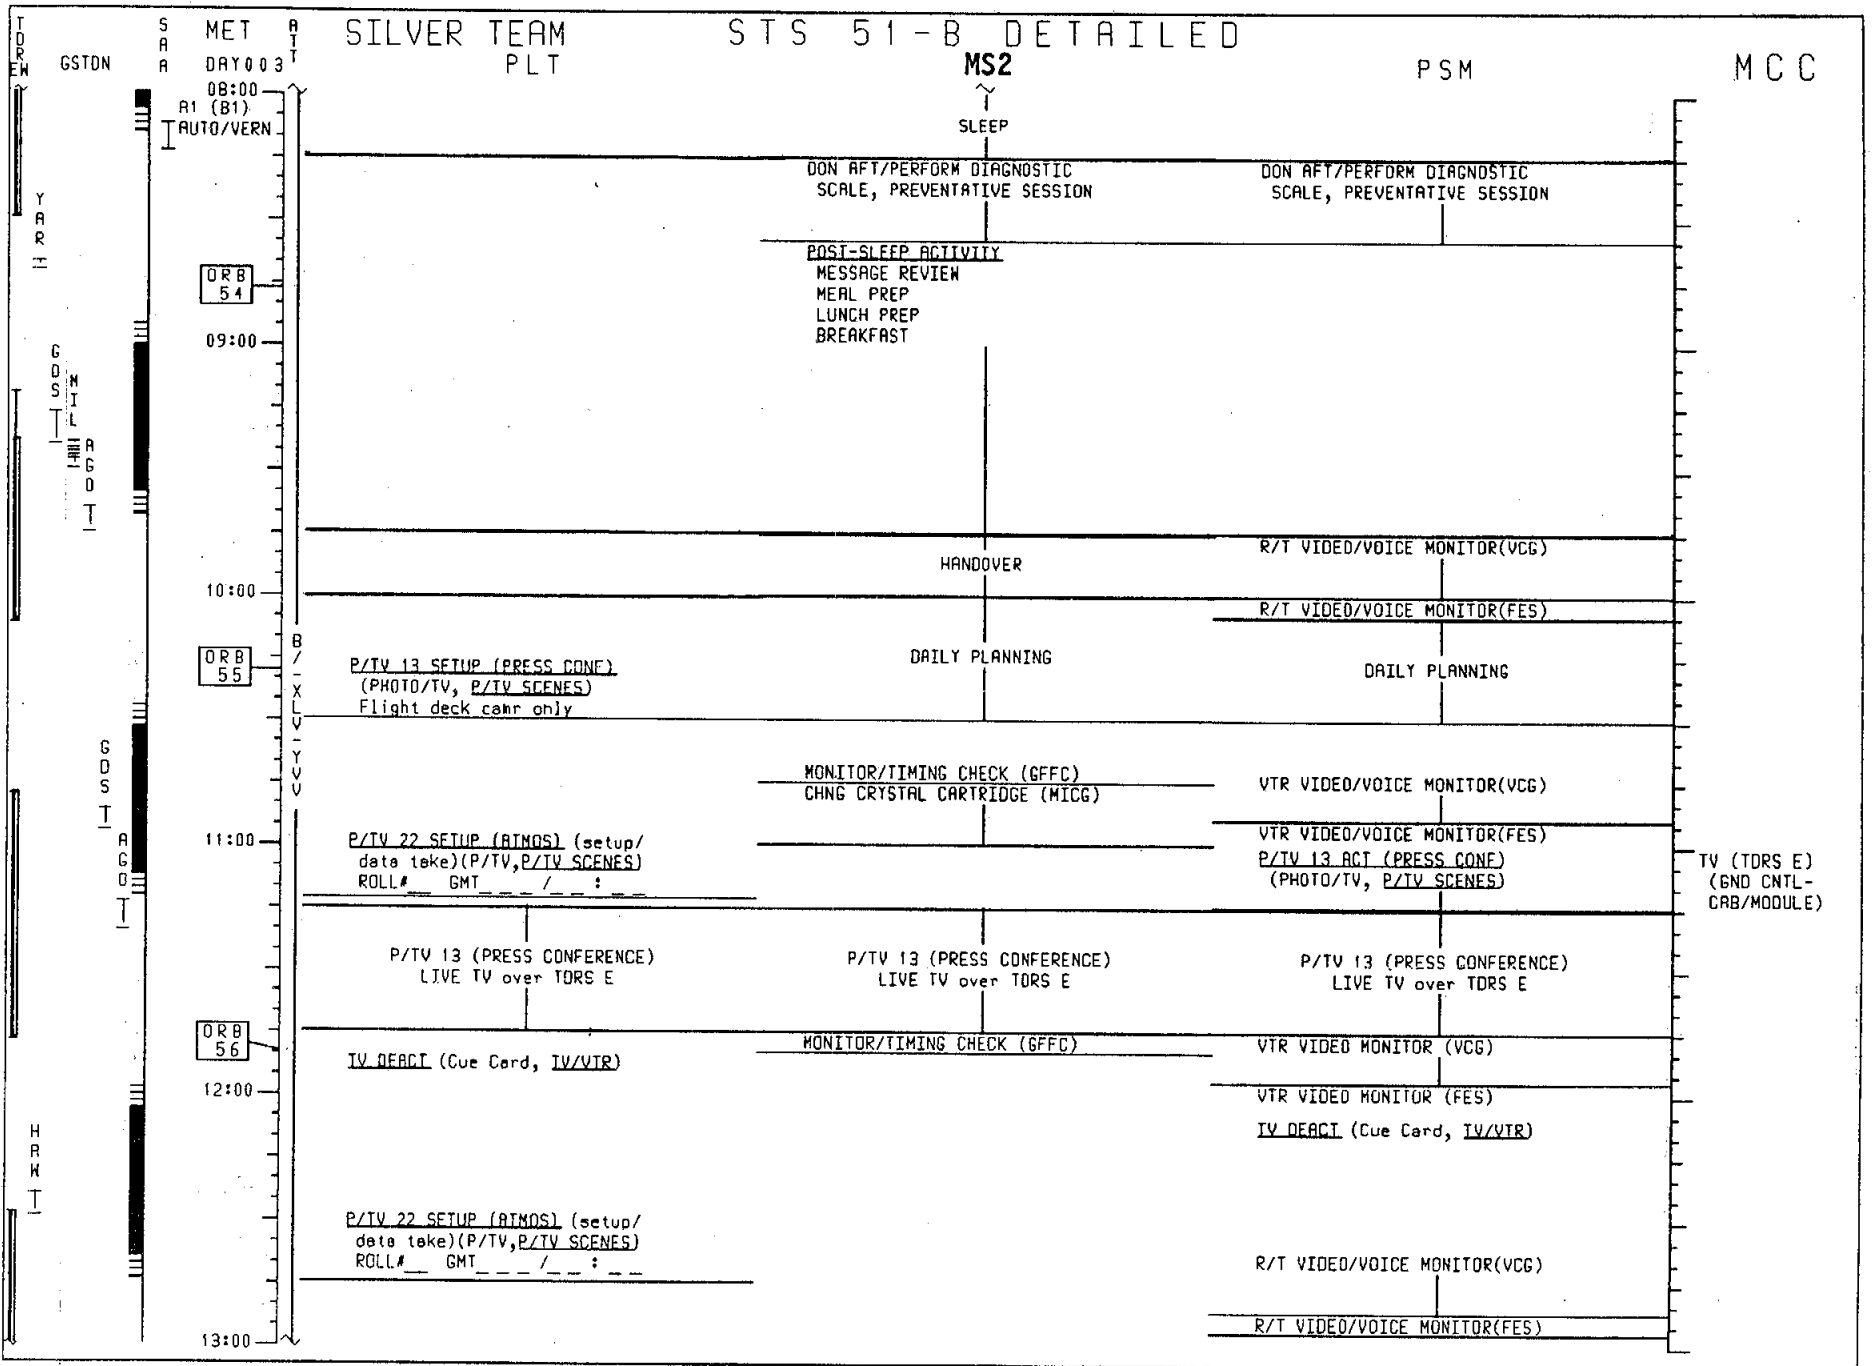 TDRS EW
GSTDN
SAA
MET
ATT
SILVER TEAM
STS 51-B DETAILED
DAY003
PLT
MS2
PSM
MCC
08:00
A1 (B1)
AUTO/VERN
SLEEP
DON AFT/PERFORM DIAGNOSTIC
SCALE, PREVENTATIVE SESSION
DON AFT/PERFORM DIAGNOSTIC
SCALE, PREVENTATIVE SESSION
YAR
POST-SLEEP ACTIVITY
MESSAGE REVIEW
MEAL PREP
LUNCH PREP
BREAKFAST
ORB
54
09:00
GDS
MIL
AGO
R/T VIDEO/VOICE MONITOR(VCG)
HANDOVER
10:00
R/T VIDEO/VOICE MONITOR(FES)
B/-XLV-YVV
ORB
55
P/TV 13 SETUP (PRESS CONF)
(PHOTO/TV, P/TV SCENES)
Flight deck camr only
DAILY PLANNING
DAILY PLANNING
GDS
MONITOR/TIMING CHECK (GFFC)
CHNG CRYSTAL CARTRIDGE (MICG)
VTR VIDEO/VOICE MONITOR(VCG)
AGO
11:00
P/TV 22 SETUP (ATMOS) (setup/
data take)(P/TV,P/TV SCENES)
ROLL#__ GMT_ _ _ /_ _ : _ _
VTR VIDEO/VOICE MONITOR(FES)
P/TV 13 ACT (PRESS CONF)
(PHOTO/TV, P/TV SCENES)
TV (TDRS E)
(GND CNTL-
CAB/MODULE)
P/TV 13 (PRESS CONFERENCE)
LIVE TV over TDRS E
P/TV 13 (PRESS CONFERENCE)
LIVE TV over TDRS E
P/TV 13 (PRESS CONFERENCE)
LIVE TV over TDRS E
ORB
56
MONITOR/TIMING CHECK (GFFC)
VTR VIDEO MONITOR (VCG)
TV DEACT (Cue Card, TV/VTR)
12:00
VTR VIDEO MONITOR (FES)
TV DEACT (Cue Card, TV/VTR)
HAW
P/TV 22 SETUP (ATMOS) (setup/
data take)(P/TV,P/TV SCENES)
ROLL#__ GMT_ _ _ /_ _ : _ _
R/T VIDEO/VOICE MONITOR(VCG)
R/T VIDEO/VOICE MONITOR(FES)
13:00